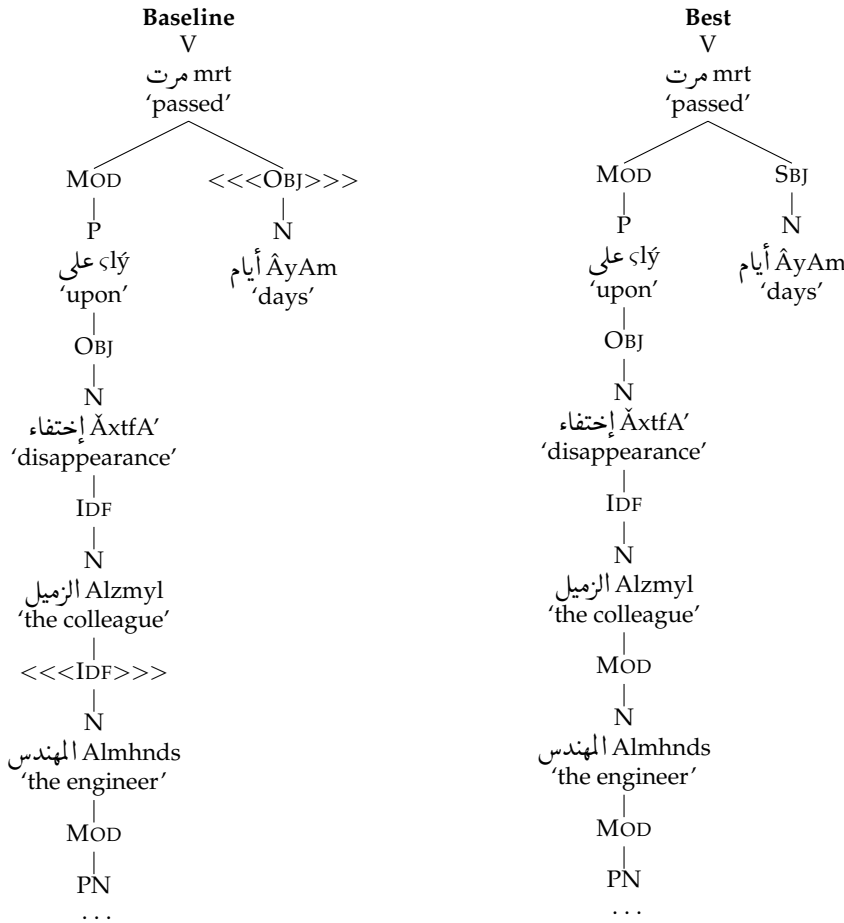 Baseline
V
مرت mrt
‘passed’
MOD <<<OBJ>>>
P N
على ςlý أيام ÂyAm
‘upon’ ‘days’
OBJ
N
إختفاء ǍxtfA’
‘disappearance’
IDF
N
الزميل Alzmyl
‘the colleague’
<<<IDF>>>
N
المهندس Almhnds
‘the engineer’
MOD
PN
. . .
Best
V
مرت mrt
‘passed’
MOD SBJ
P N
على ςlý أيام ÂyAm
‘upon’ ‘days’
OBJ
N
إختفاء ǍxtfA’
‘disappearance’
IDF
N
الزميل Alzmyl
‘the colleague’
MOD
N
المهندس Almhnds
‘the engineer’
MOD
PN
. . .